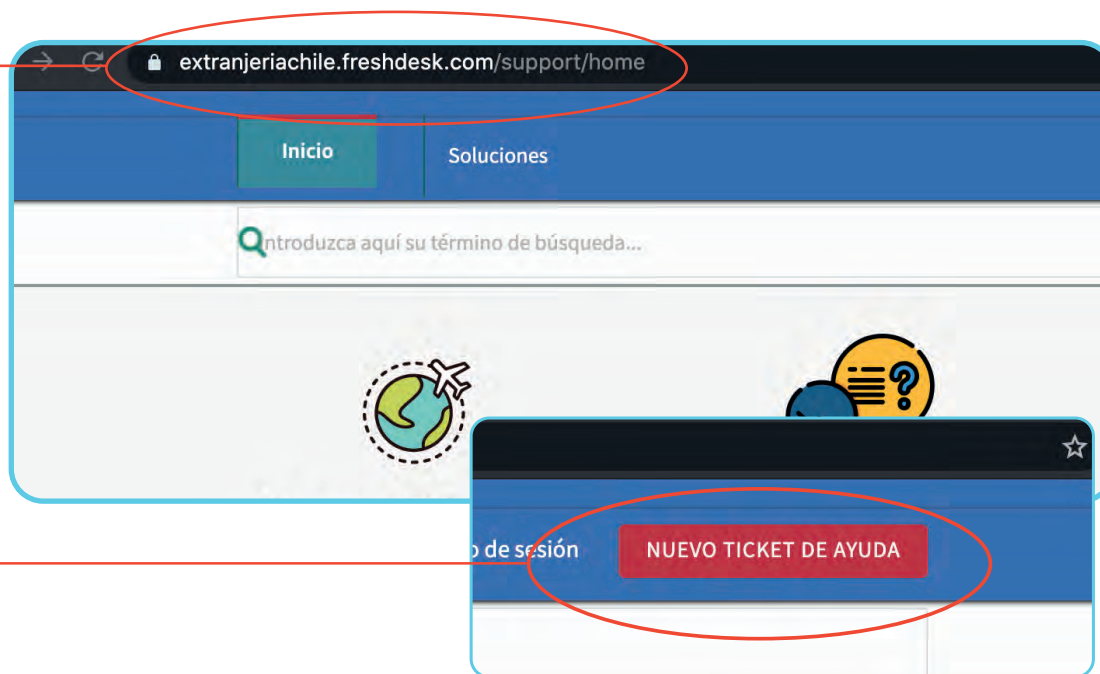 extranjeriachile.freshdesk.com/support/home
Inicio
Soluciones
ntroduzca aquí su término de búsqueda...
?
o de sesión
NUEVO TICKET DE AYUDA